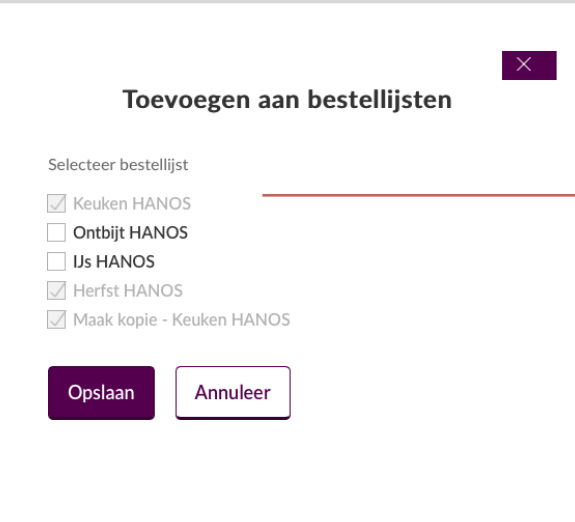 Toevoegen aan bestellijsten
Selecteer bestellijst
Keuken HANOS
Ontbijt HANOS
IJs HANOS
Herfst HANOS
Maak kopie - Keuken HANOS
Opslaan
Annuleer